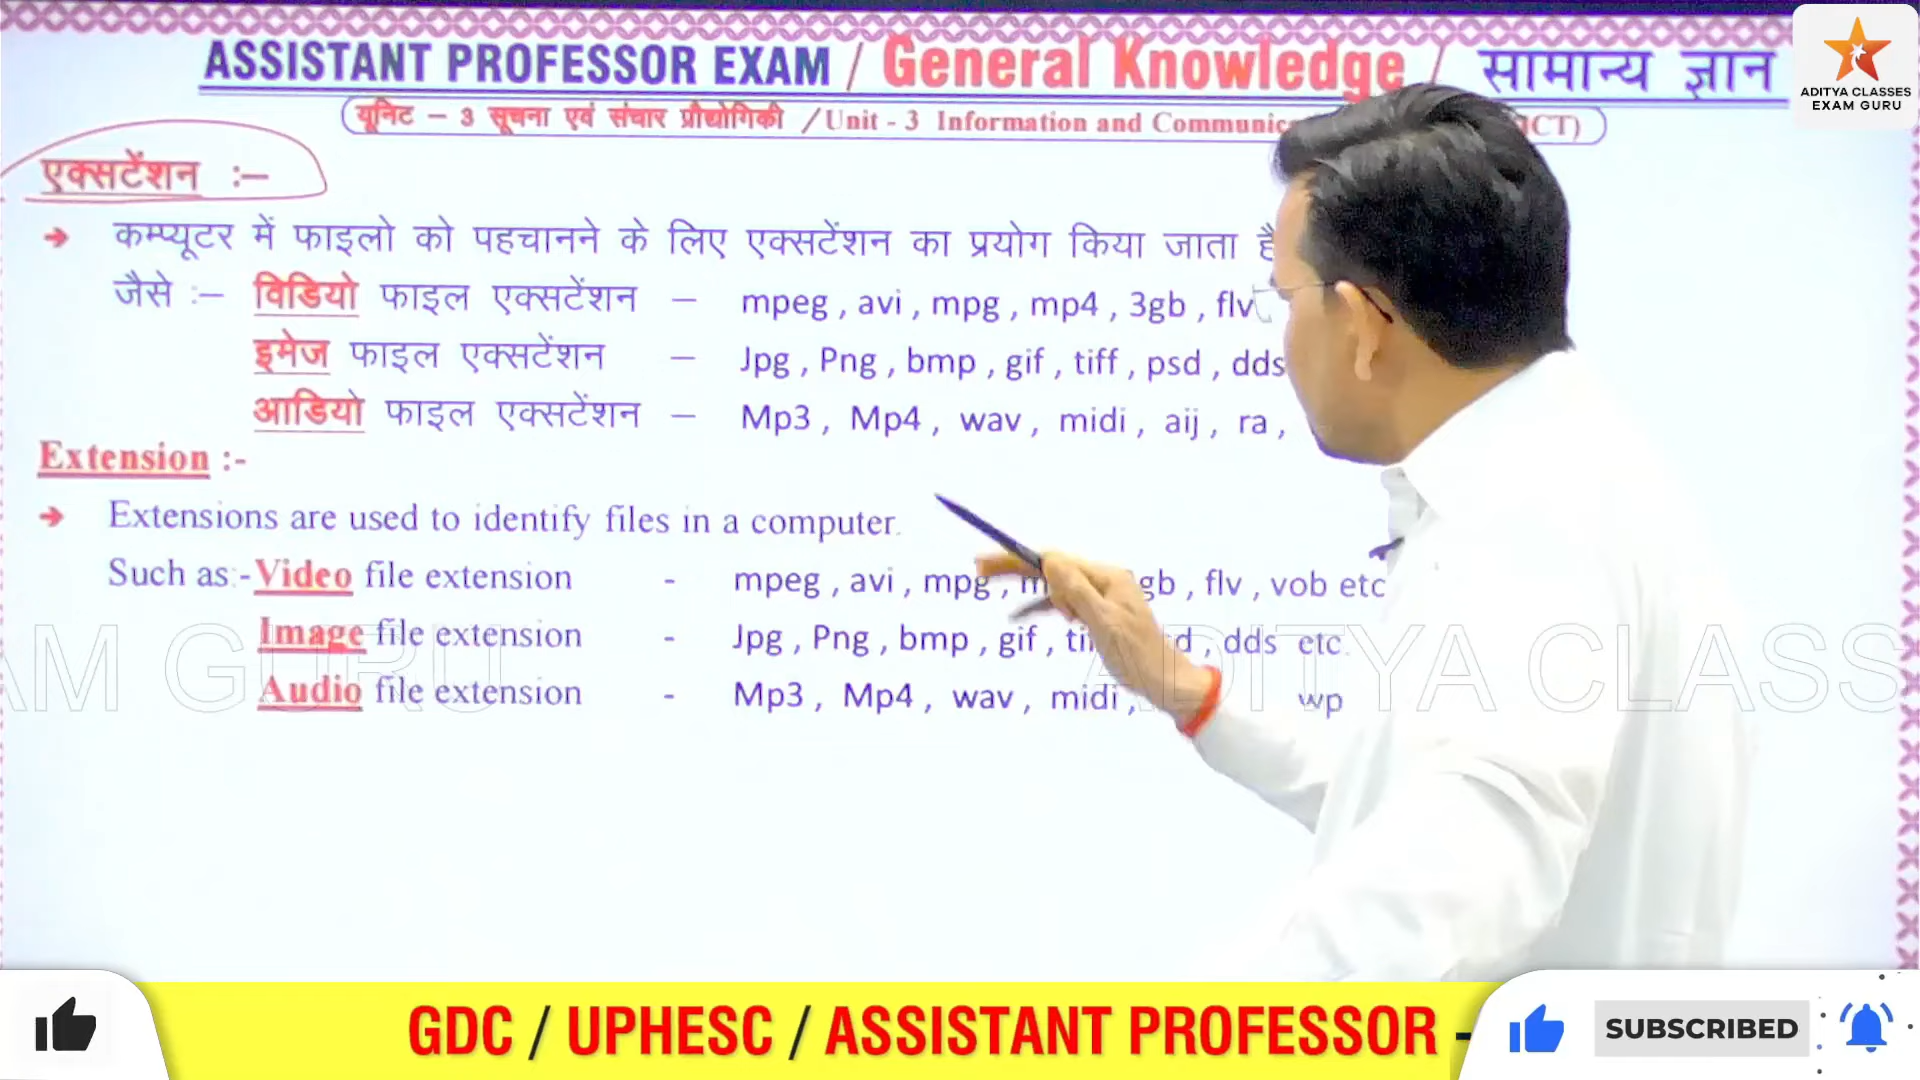 ASSISTANT PROFESSOR EXAM / General Knowledge / सामान्य ज्ञान
ADITYA CLASSES
EXAM GURU
यूनिट – 3 सूचना एवं संचार प्रौद्योगिकी / Unit - 3 Information and ICT)
एक्सटेंशन :–
➔ कम्प्यूटर में फाइलो को पहचानने के लिए एक्सटेंशन का प्रयोग किया जाता है
जैसे :– विडियो फाइल एक्सटेंशन – mpeg , avi , mpg , mp4 , 3gb , flv
इमेज फाइल एक्सटेंशन – Jpg , Png , bmp , gif , tiff , psd , dds
आडियो फाइल एक्सटेंशन – Mp3 , Mp4 , wav , midi , aij , ra ,
Extension :-
➔ Extensions are used to identify files in a computer.
Such as:- Video file extension - mpeg , avi , mpg , gb , flv , vob etc
Image file extension - Jpg , Png , bmp , gif , dds etc.
Audio file extension - Mp3 , Mp4 , wav , midi , wp
AM GURU ADITYA CLASS
GDC / UPHESC / ASSISTANT PROFESSOR -
SUBSCRIBED